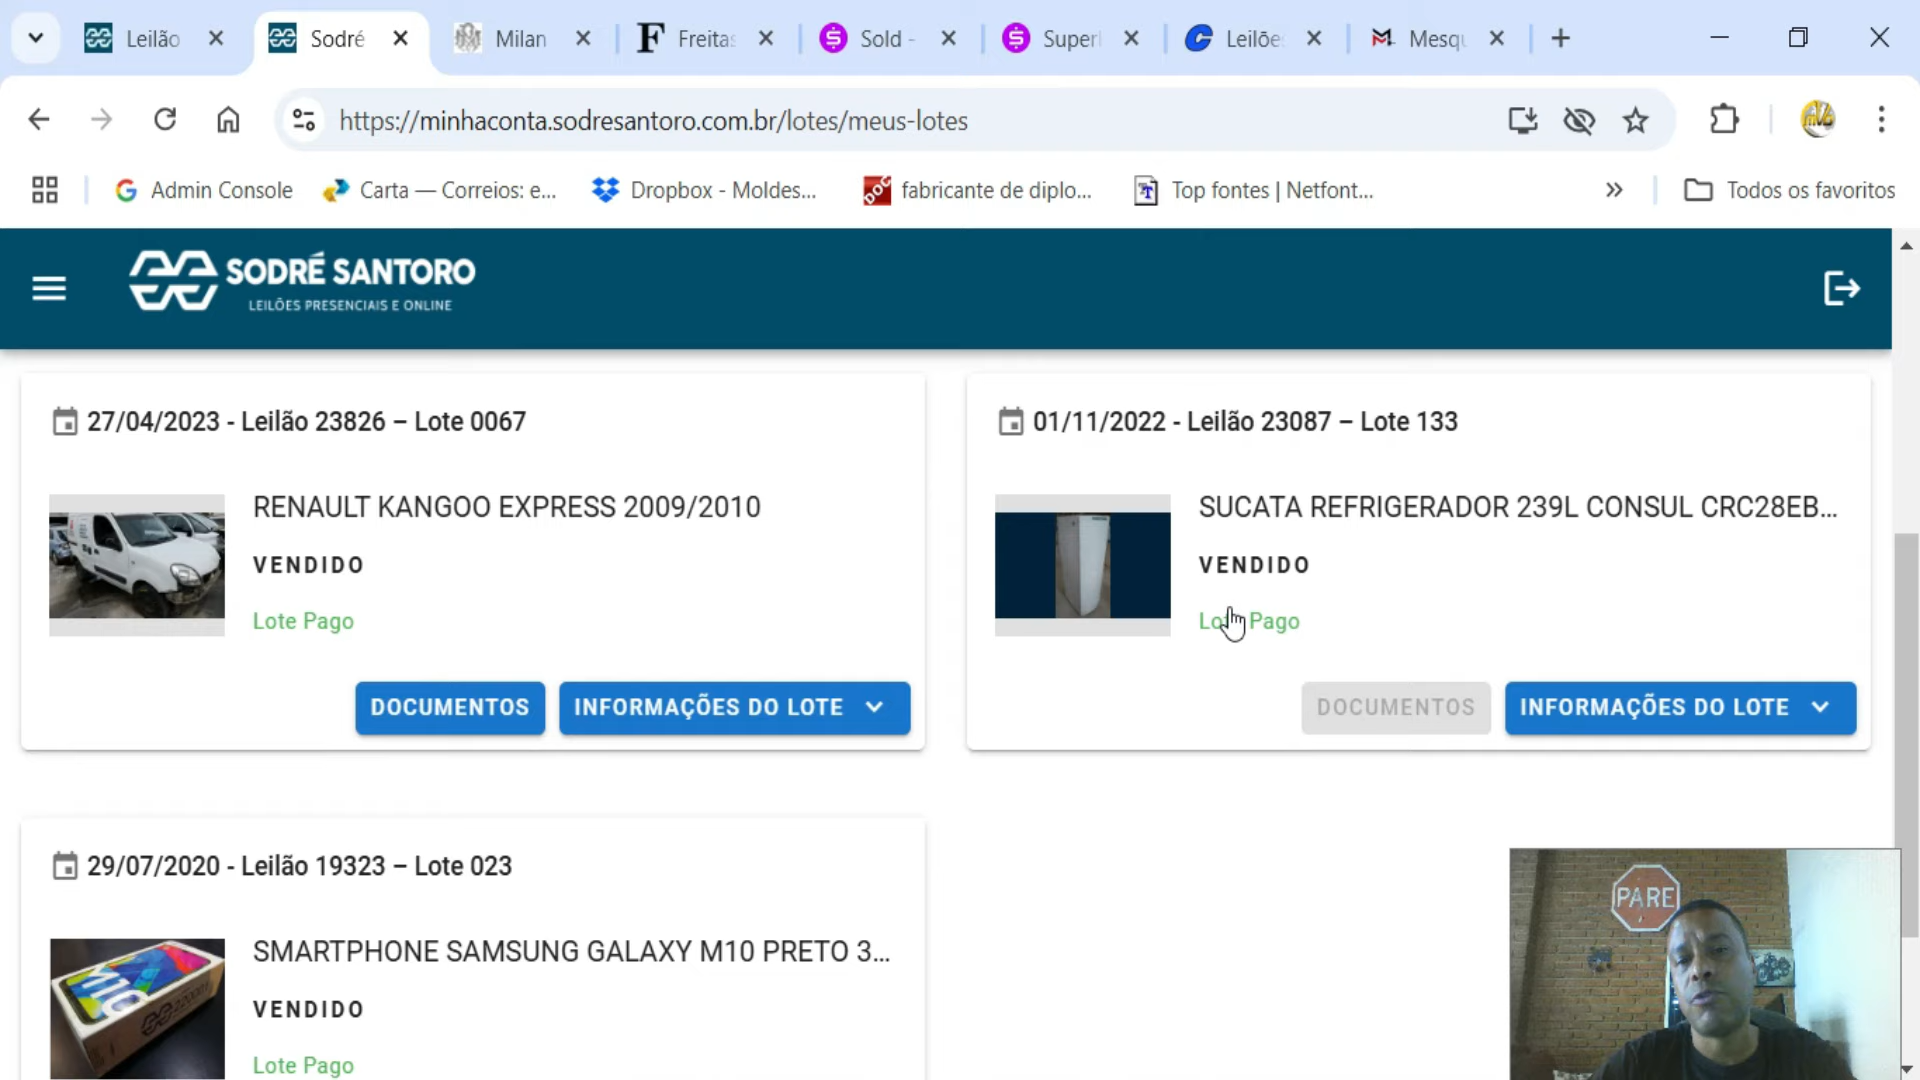 Leilão
Sodré
Milan
Freitas
Sold -
Super
Leilõe
Mesq
https://minhaconta.sodresantoro.com.br/lotes/meus-lotes
Admin Console
Carta — Correios: e...
Dropbox - Moldes...
fabricante de diplo...
Top fontes | Netfont...
Todos os favoritos
SODRÉ SANTORO
LEILÕES PRESENCIAIS E ONLINE
27/04/2023 - Leilão 23826 – Lote 0067
RENAULT KANGOO EXPRESS 2009/2010
VENDIDO
Lote Pago
DOCUMENTOS
INFORMAÇÕES DO LOTE
01/11/2022 - Leilão 23087 – Lote 133
SUCATA REFRIGERADOR 239L CONSUL CRC28EB...
VENDIDO
Lote Pago
DOCUMENTOS
INFORMAÇÕES DO LOTE
29/07/2020 - Leilão 19323 – Lote 023
SMARTPHONE SAMSUNG GALAXY M10 PRETO 3...
VENDIDO
Lote Pago
M10
PARE